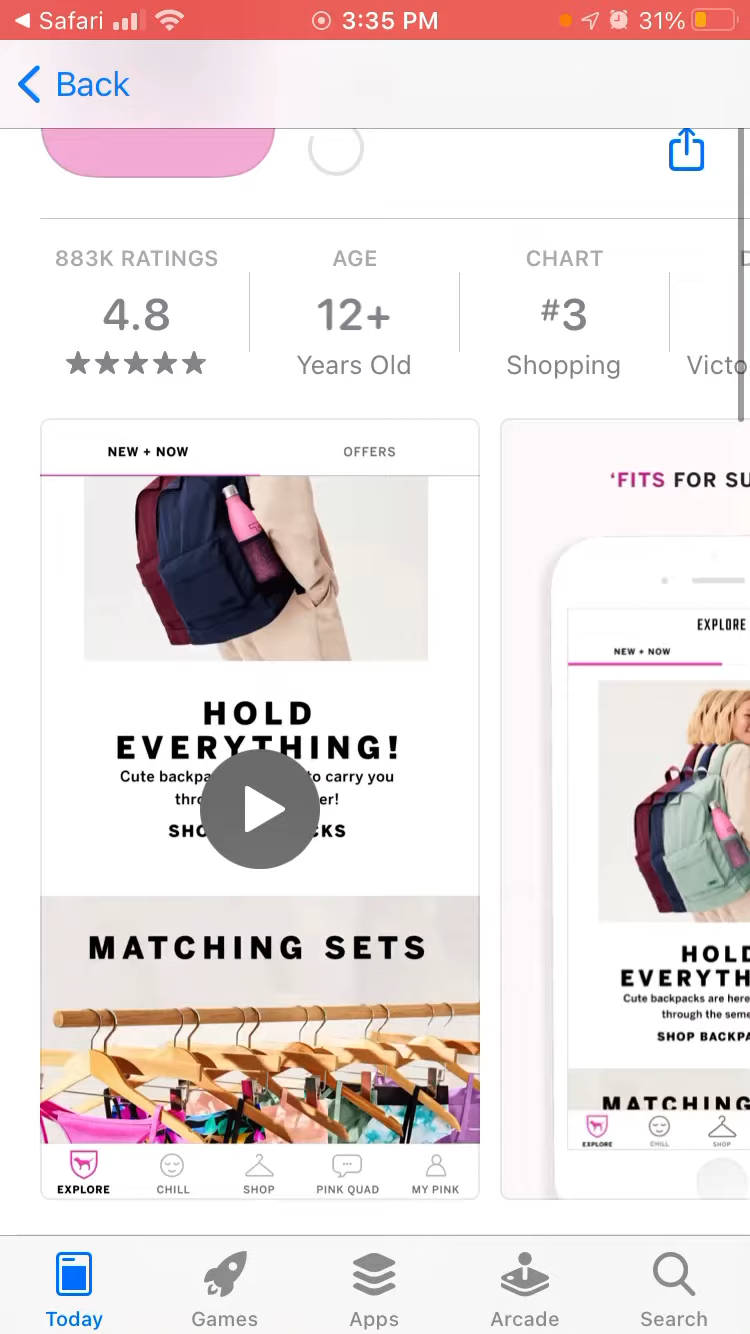 Safari
3:35 PM
31%
Back
883K RATINGS
4.8
AGE
12+
Years Old
CHART
#3
Shopping
Victo
NEW + NOW
OFFERS
HOLD
EVERYTHING!
Cute backpa to carry you
thro er!
SHO CKS
MATCHING SETS
EXPLORE
CHILL
SHOP
PINK QUAD
MY PINK
'FITS FOR SU
EXPLORE
NEW + NOW
HOLD
EVERYTH
Cute backpacks are here
through the seme
SHOP BACKPA
MATCHING
EXPLORE
CHILL
SHOP
Today
Games
Apps
Arcade
Search